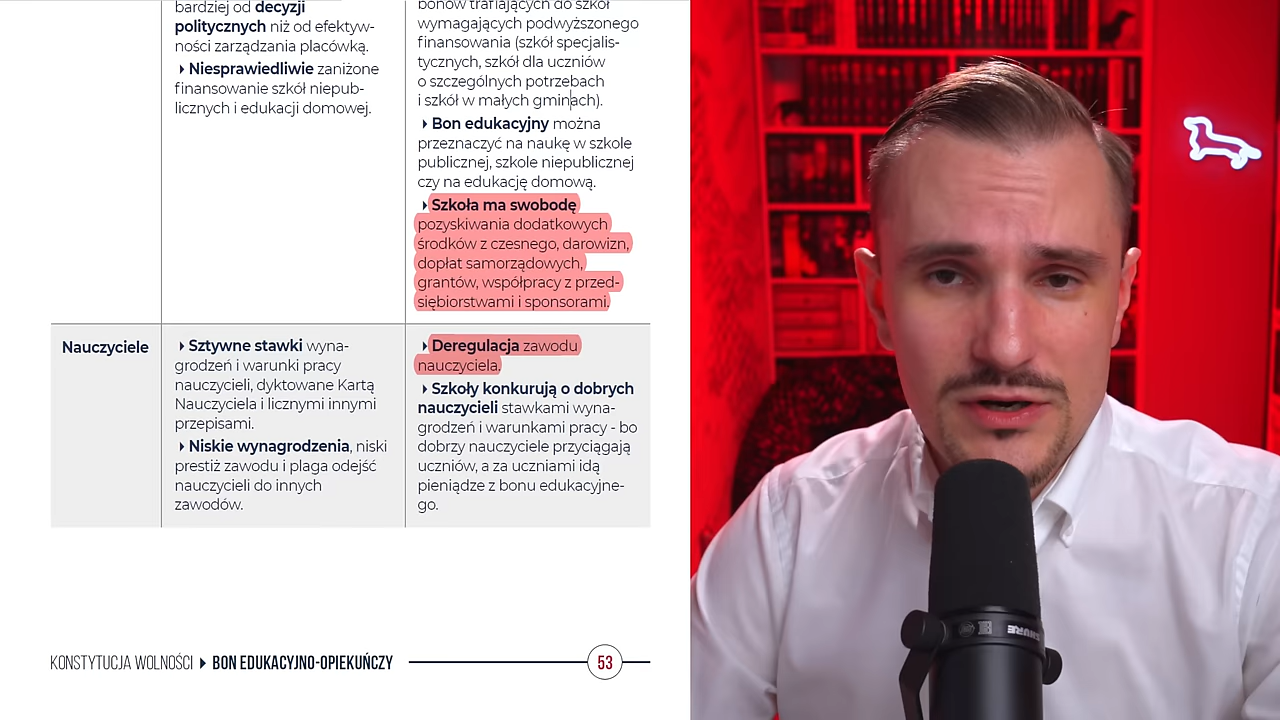 bardziej od decyzji
politycznych niż od efektyw-
ności zarządzania placówką.
Niesprawiedliwie zaniżone
finansowanie szkół niepub-
licznych i edukacji domowej.
bonów trafiających do szkół
wymagających podwyższonego
finansowania (szkół specjalis-
tycznych, szkół dla uczniów
o szczególnych potrzebach
i szkół w małych gminach).
Bon edukacyjny można
przeznaczyć na naukę w szkole
publicznej, szkole niepublicznej
czy na edukację domową.
Szkoła ma swobodę
pozyskiwania dodatkowych
środków z czesnego, darowizn,
dopłat samorządowych,
grantów, współpracy z przed-
siębiorstwami i sponsorami.
Nauczyciele
Sztywne stawki wyna-
grodzeń i warunki pracy
nauczycieli, dyktowane Kartą
Nauczyciela i licznymi innymi
przepisami.
Niskie wynagrodzenia, niski
prestiż zawodu i plaga odejść
nauczycieli do innych
zawodów.
Deregulacja zawodu
nauczyciela.
Szkoły konkurują o dobrych
nauczycieli stawkami wyna-
grodzeń i warunkami pracy - bo
dobrzy nauczyciele przyciągają
uczniów, a za uczniami idą
pieniądze z bonu edukacyjne-
go.
KONSTYTUCJA WOLNOŚCI BON EDUKACYJNO-OPIEKUŃCZY 53
SHURE